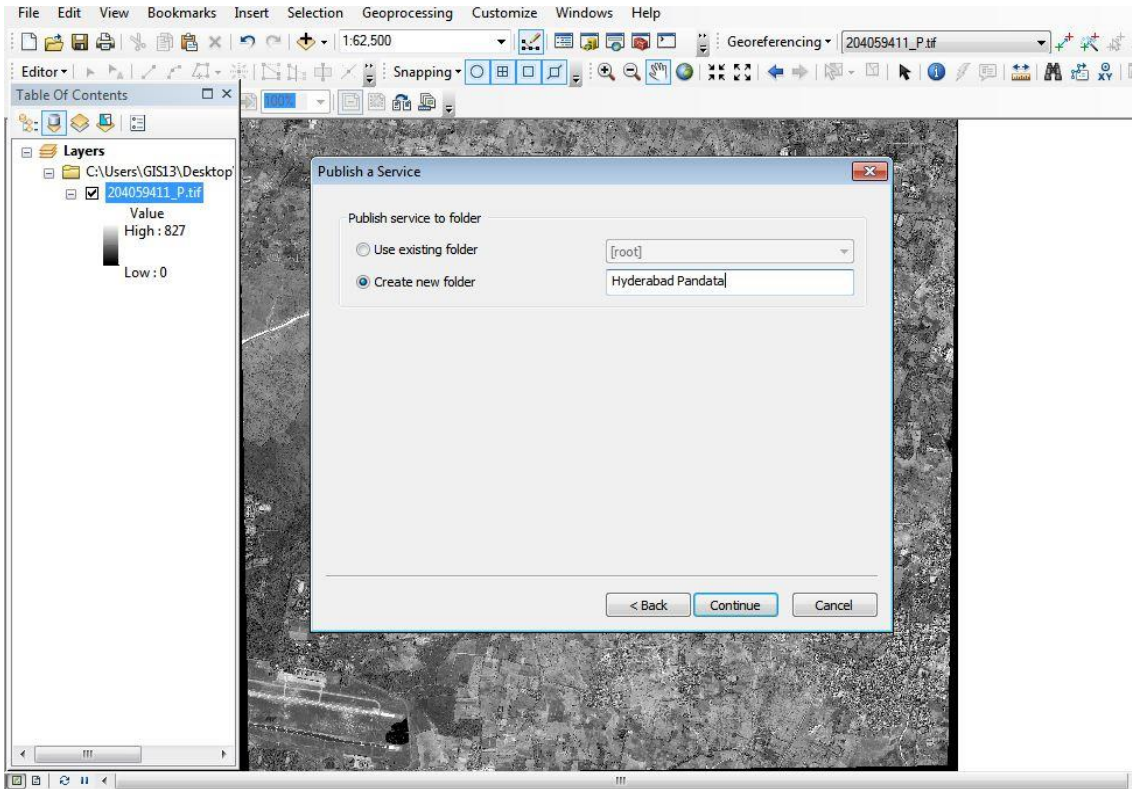 File Edit View Bookmarks Insert Selection Geoprocessing Customize Windows Help
1:62,500 Georeferencing 204059411_P.tif
Editor Snapping
Table Of Contents 100%
Layers
C:\Users\GIS13\Desktop
204059411_P.tif
Value
High : 827
Low : 0
Publish a Service
Publish service to folder
Use existing folder [root]
Create new folder Hyderabad Pandata
< Back Continue Cancel